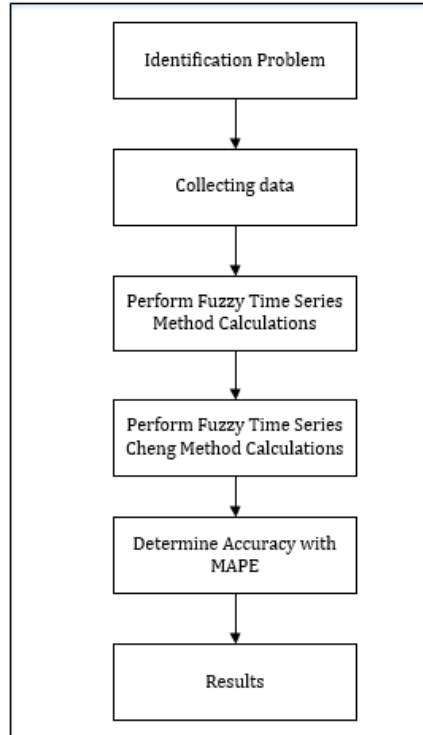 Identification Problem
Collecting data
Perform Fuzzy Time Series
Method Calculations
Perform Fuzzy Time Series
Cheng Method Calculations
Determine Accuracy with
MAPE
Results